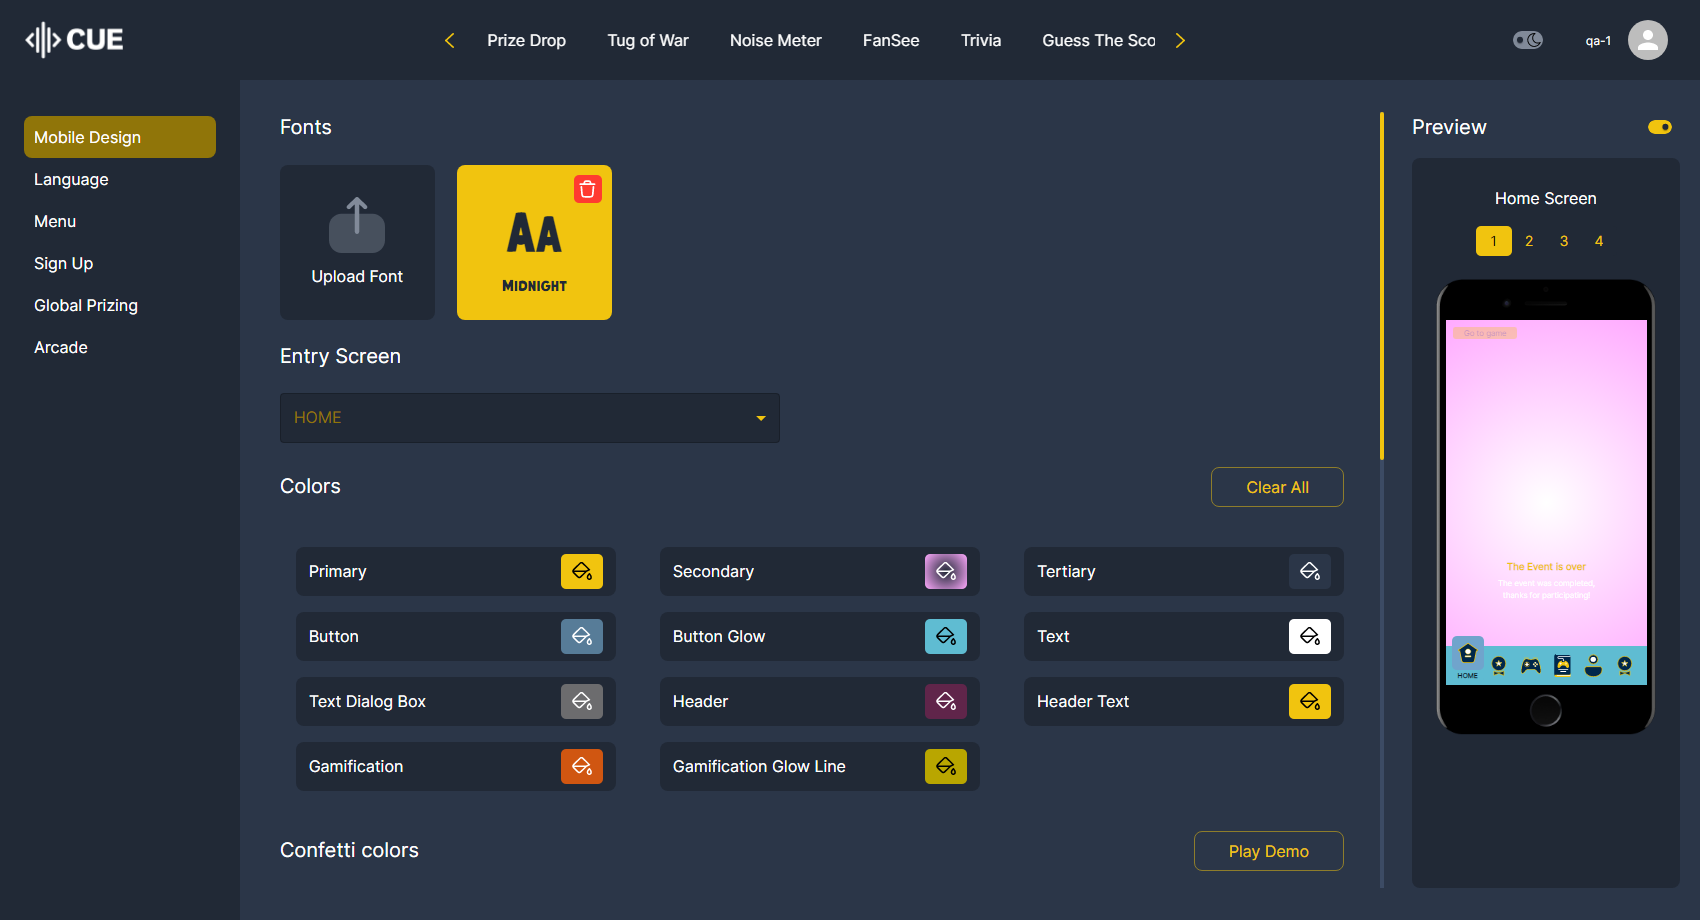 CUE
Prize Drop
Tug of War
Noise Meter
FanSee
Trivia
Guess The Sco
qa-1
Mobile Design
Language
Menu
Sign Up
Global Prizing
Arcade
Fonts
Upload Font
AA
MIDNIGHT
Entry Screen
HOME
Colors
Clear All
Primary
Secondary
Tertiary
Button
Button Glow
Text
Text Dialog Box
Header
Header Text
Gamification
Gamification Glow Line
Confetti colors
Play Demo
Preview
Home Screen
1 2 3 4
Go to game
The Event is over
The event was completed,
thanks for participating!
HOME